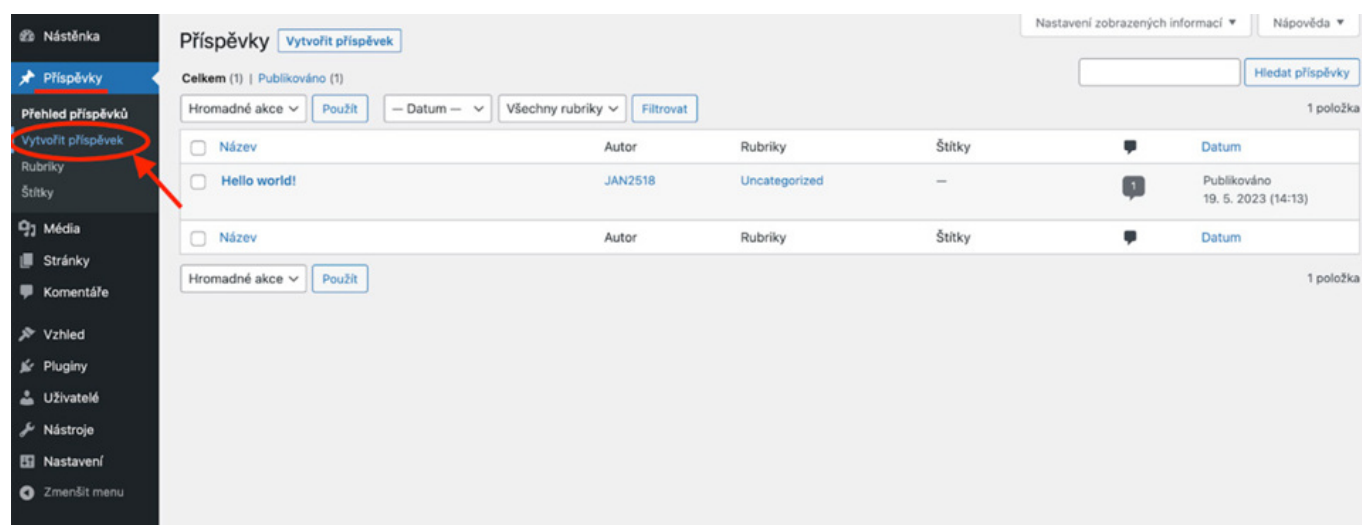 Nástěnka
Příspěvky
Přehled příspěvků
Vytvořit příspěvek
Rubriky
Štítky
Média
Stránky
Komentáře
Vzhled
Pluginy
Uživatelé
Nástroje
Nastavení
Zmenšit menu
Nastavení zobrazených informací ▼ Nápověda ▼
Příspěvky Vytvořit příspěvek
Celkem (1) | Publikováno (1) Hledat příspěvky
Hromadné akce Použít — Datum — Všechny rubriky Filtrovat 1 položka
Název Autor Rubriky Štítky Datum
Hello world! JAN2518 Uncategorized — 1 Publikováno
19. 5. 2023 (14:13)
Název Autor Rubriky Štítky Datum
Hromadné akce Použít 1 položka